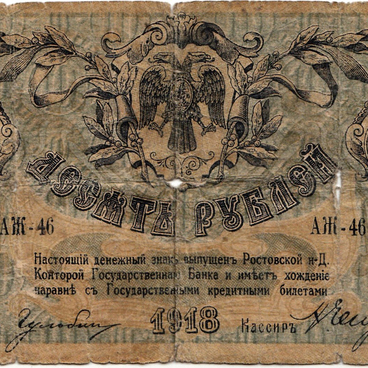 ДЕСЯТЬ РУБЛЕЙ
АЖ-46 АЖ-46
Настоящій денежный знакъ выпущенъ Ростовской н-Д.
Конторой Государственнаго Банка и имѣетъ хожденіе
наравнѣ съ Государственными кредитными билетами
1918 Кассиръ